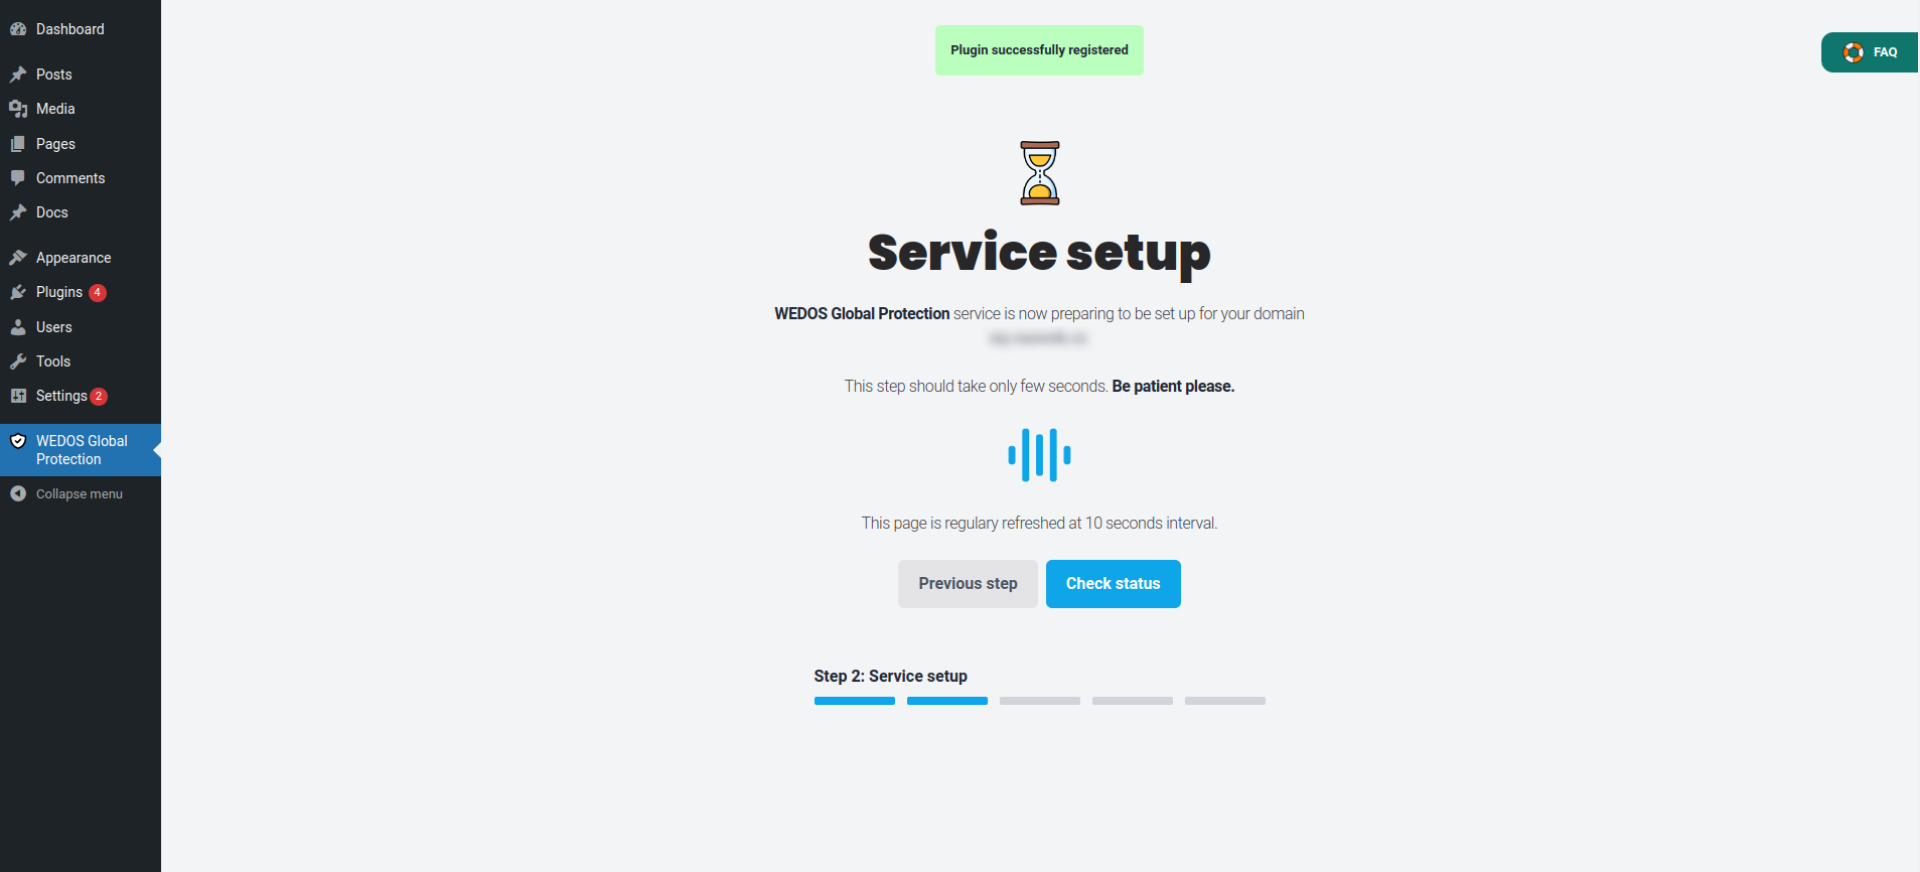 Dashboard
Posts
Media
Pages
Comments
Docs
Appearance
Plugins 4
Users
Tools
Settings 2
WEDOS Global
Protection
Collapse menu
Plugin successfully registered
FAQ
Service setup
WEDOS Global Protection service is now preparing to be set up for your domain
This step should take only few seconds. Be patient please.
This page is regulary refreshed at 10 seconds interval.
Previous step
Check status
Step 2: Service setup